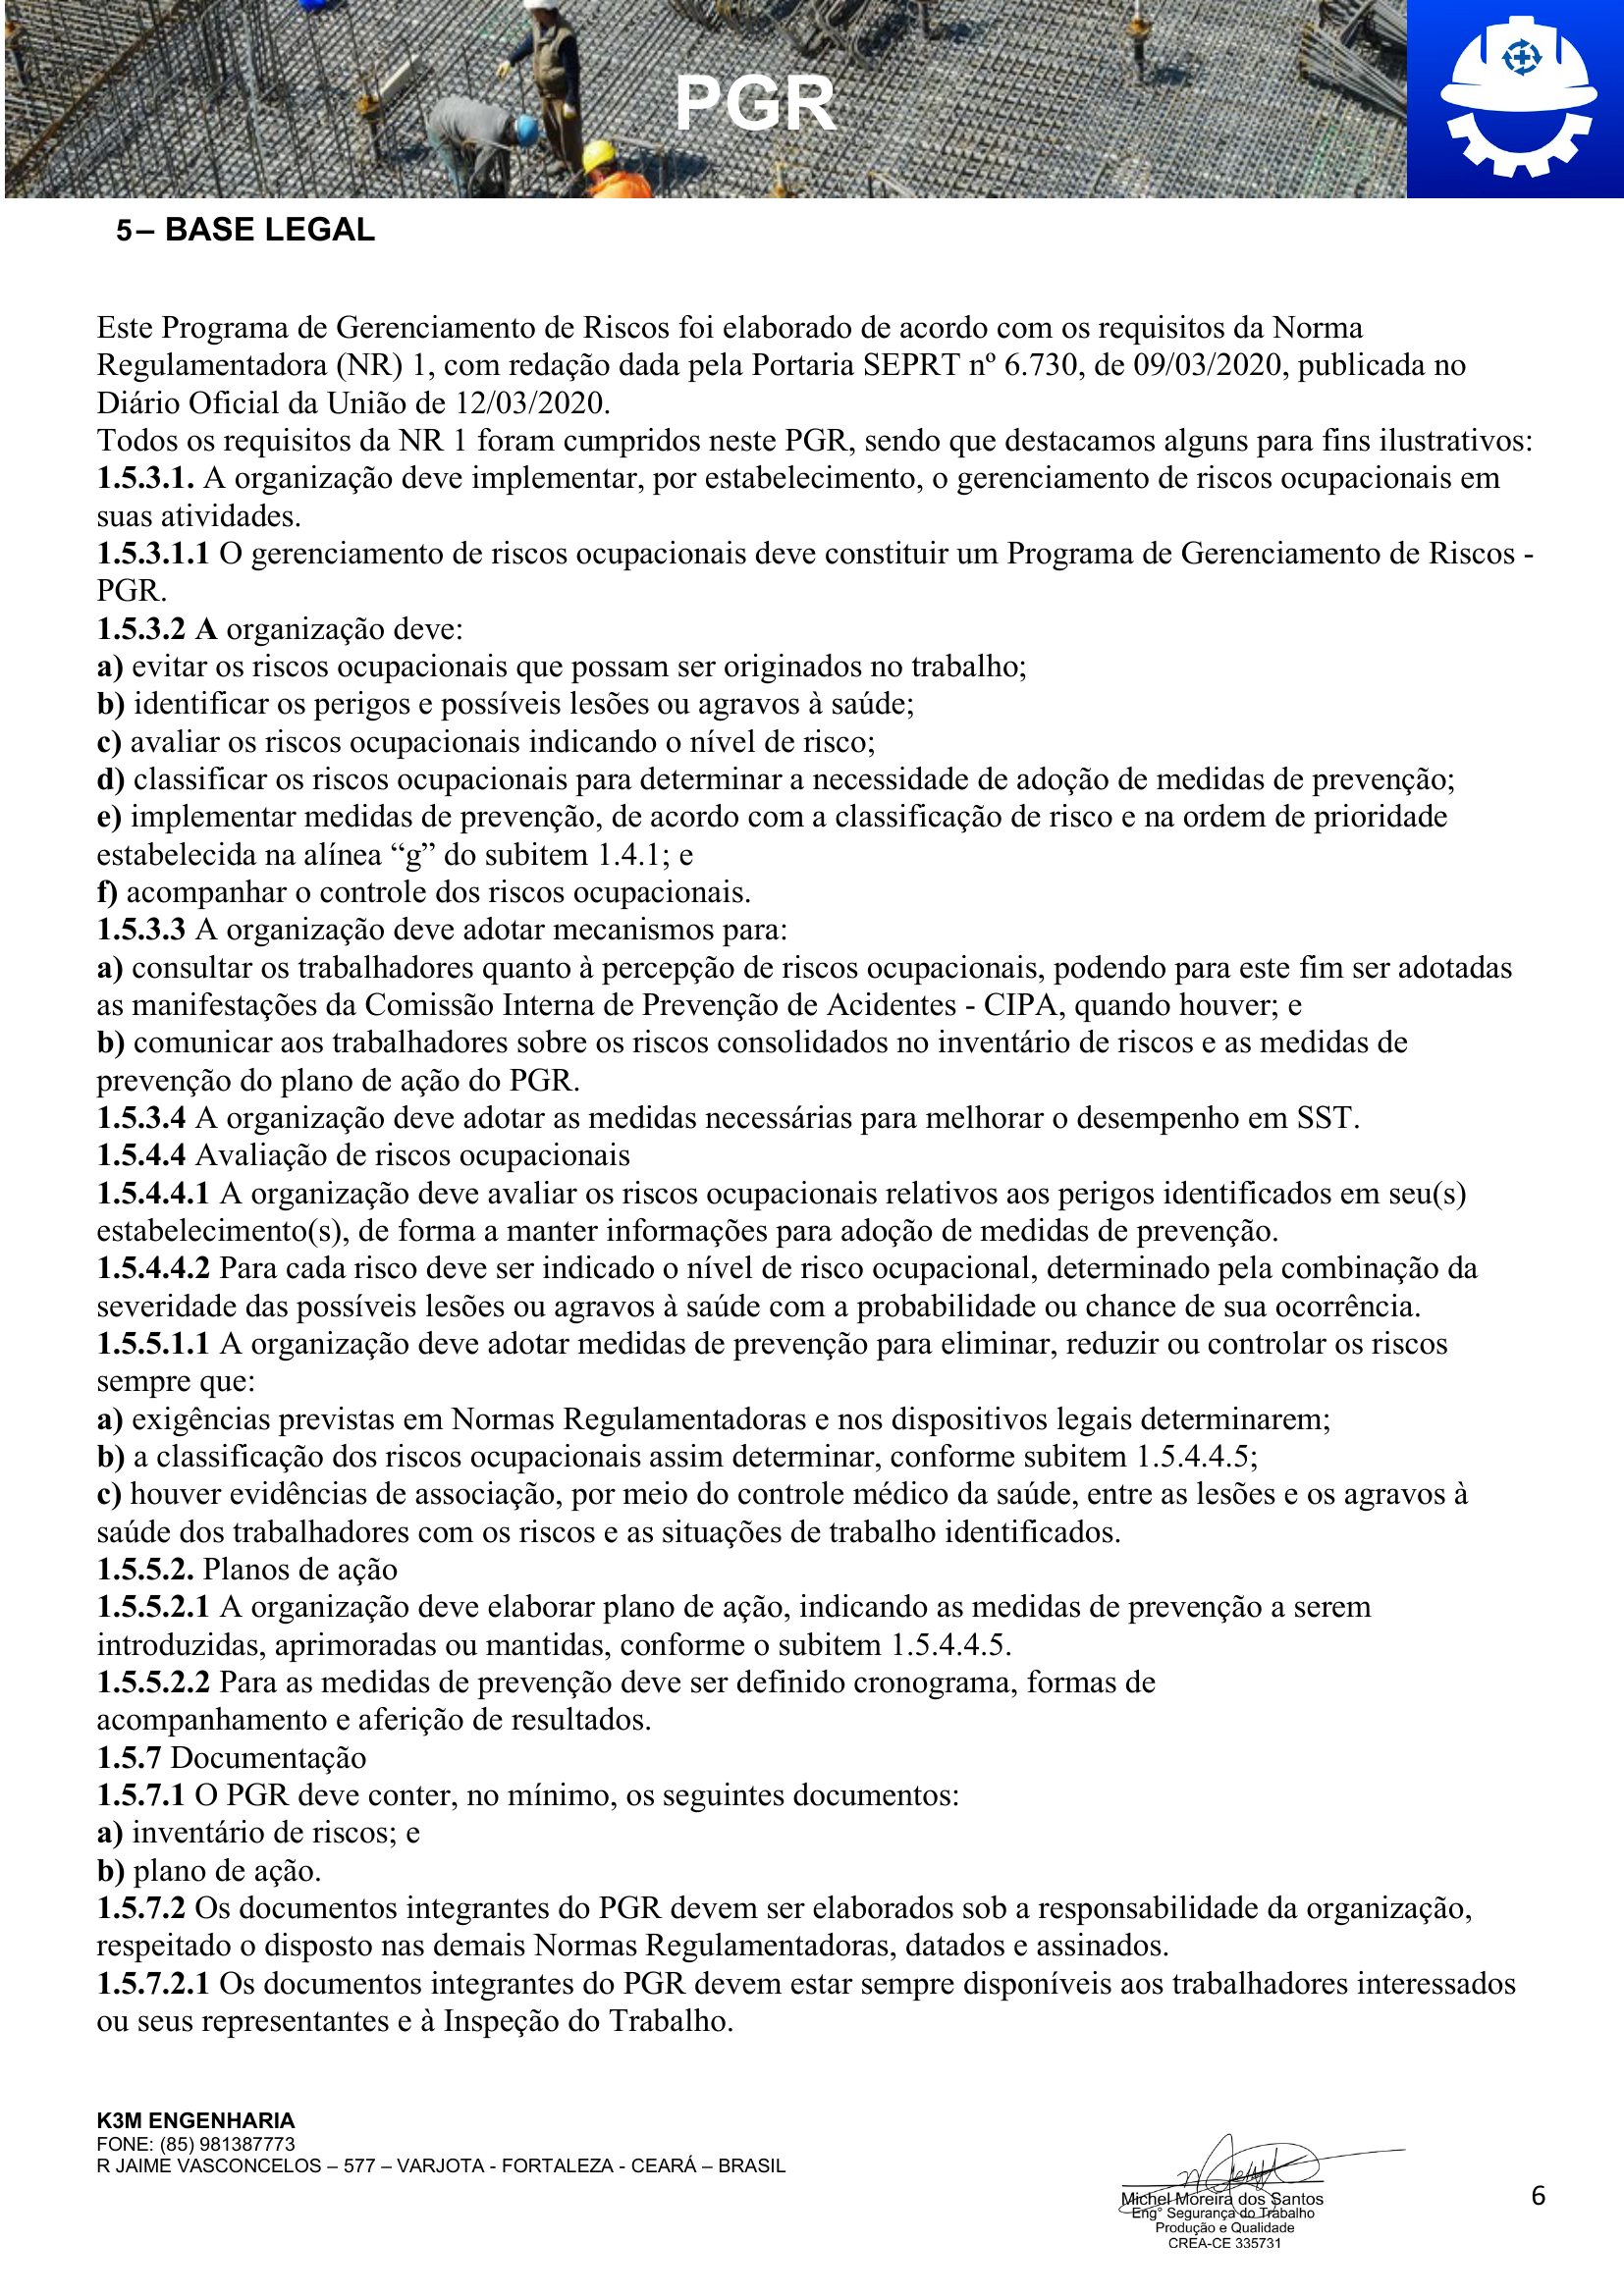 PGR
5– BASE LEGAL
Este Programa de Gerenciamento de Riscos foi elaborado de acordo com os requisitos da Norma
Regulamentadora (NR) 1, com redação dada pela Portaria SEPRT nº 6.730, de 09/03/2020, publicada no
Diário Oficial da União de 12/03/2020.
Todos os requisitos da NR 1 foram cumpridos neste PGR, sendo que destacamos alguns para fins ilustrativos:
1.5.3.1. A organização deve implementar, por estabelecimento, o gerenciamento de riscos ocupacionais em
suas atividades.
1.5.3.1.1 O gerenciamento de riscos ocupacionais deve constituir um Programa de Gerenciamento de Riscos -
PGR.
1.5.3.2 A organização deve:
a) evitar os riscos ocupacionais que possam ser originados no trabalho;
b) identificar os perigos e possíveis lesões ou agravos à saúde;
c) avaliar os riscos ocupacionais indicando o nível de risco;
d) classificar os riscos ocupacionais para determinar a necessidade de adoção de medidas de prevenção;
e) implementar medidas de prevenção, de acordo com a classificação de risco e na ordem de prioridade
estabelecida na alínea “g” do subitem 1.4.1; e
f) acompanhar o controle dos riscos ocupacionais.
1.5.3.3 A organização deve adotar mecanismos para:
a) consultar os trabalhadores quanto à percepção de riscos ocupacionais, podendo para este fim ser adotadas
as manifestações da Comissão Interna de Prevenção de Acidentes - CIPA, quando houver; e
b) comunicar aos trabalhadores sobre os riscos consolidados no inventário de riscos e as medidas de
prevenção do plano de ação do PGR.
1.5.3.4 A organização deve adotar as medidas necessárias para melhorar o desempenho em SST.
1.5.4.4 Avaliação de riscos ocupacionais
1.5.4.4.1 A organização deve avaliar os riscos ocupacionais relativos aos perigos identificados em seu(s)
estabelecimento(s), de forma a manter informações para adoção de medidas de prevenção.
1.5.4.4.2 Para cada risco deve ser indicado o nível de risco ocupacional, determinado pela combinação da
severidade das possíveis lesões ou agravos à saúde com a probabilidade ou chance de sua ocorrência.
1.5.5.1.1 A organização deve adotar medidas de prevenção para eliminar, reduzir ou controlar os riscos
sempre que:
a) exigências previstas em Normas Regulamentadoras e nos dispositivos legais determinarem;
b) a classificação dos riscos ocupacionais assim determinar, conforme subitem 1.5.4.4.5;
c) houver evidências de associação, por meio do controle médico da saúde, entre as lesões e os agravos à
saúde dos trabalhadores com os riscos e as situações de trabalho identificados.
1.5.5.2. Planos de ação
1.5.5.2.1 A organização deve elaborar plano de ação, indicando as medidas de prevenção a serem
introduzidas, aprimoradas ou mantidas, conforme o subitem 1.5.4.4.5.
1.5.5.2.2 Para as medidas de prevenção deve ser definido cronograma, formas de
acompanhamento e aferição de resultados.
1.5.7 Documentação
1.5.7.1 O PGR deve conter, no mínimo, os seguintes documentos:
a) inventário de riscos; e
b) plano de ação.
1.5.7.2 Os documentos integrantes do PGR devem ser elaborados sob a responsabilidade da organização,
respeitado o disposto nas demais Normas Regulamentadoras, datados e assinados.
1.5.7.2.1 Os documentos integrantes do PGR devem estar sempre disponíveis aos trabalhadores interessados
ou seus representantes e à Inspeção do Trabalho.
K3M ENGENHARIA
FONE: (85) 981387773
R JAIME VASCONCELOS – 577 – VARJOTA - FORTALEZA - CEARÁ – BRASIL
Michel Moreira dos Santos
Eng° Segurança do Trabalho
Produção e Qualidade
CREA-CE 335731
6